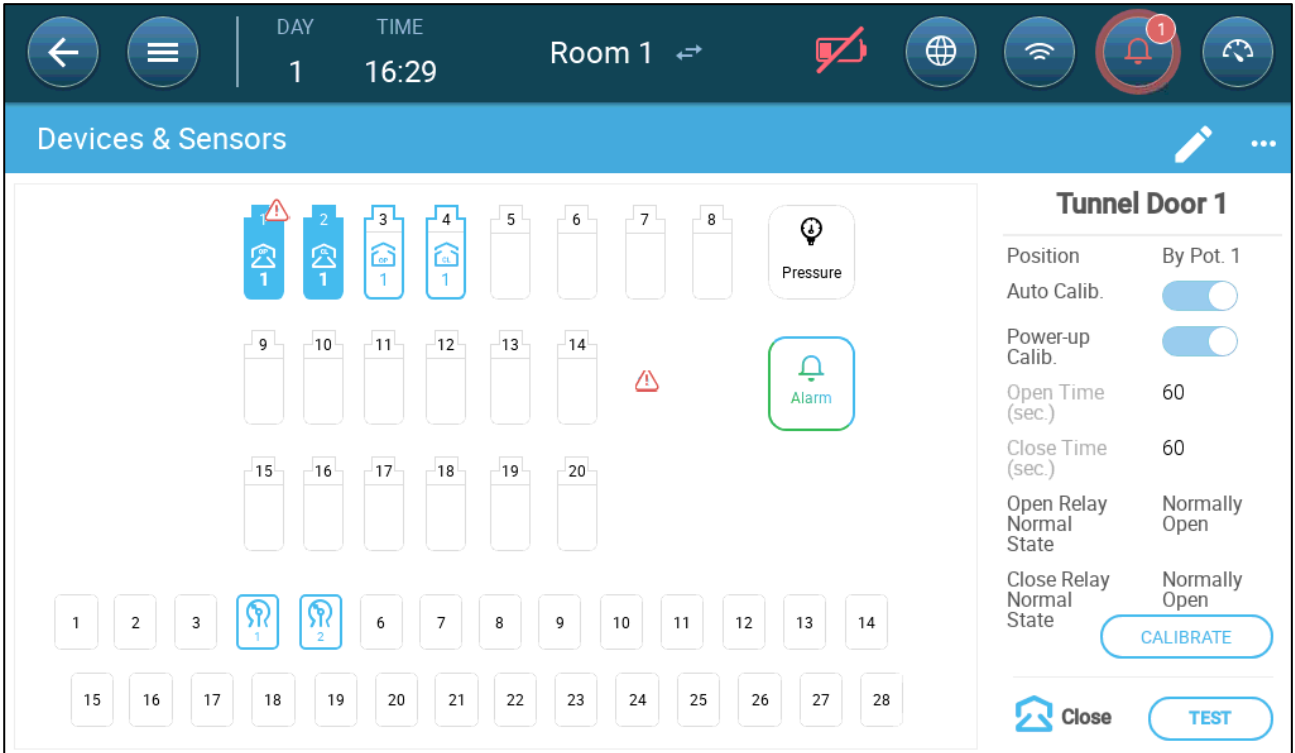 DAY TIME
1 16:29 Room 1 1
Devices & Sensors
1 2 3 4 5 6 7 8
OP CL OP CL
1 1 1 1
Pressure
9 10 11 12 13 14
Alarm
15 16 17 18 19 20
1 2 3 1 2 6 7 8 9 10 11 12 13 14
15 16 17 18 19 20 21 22 23 24 25 26 27 28
Tunnel Door 1
Position By Pot. 1
Auto Calib.
Power-up
Calib.
Open Time 60
(sec.)
Close Time 60
(sec.)
Open Relay Normally
Normal Open
State
Close Relay Normally
Normal Open
State
CALIBRATE
Close TEST